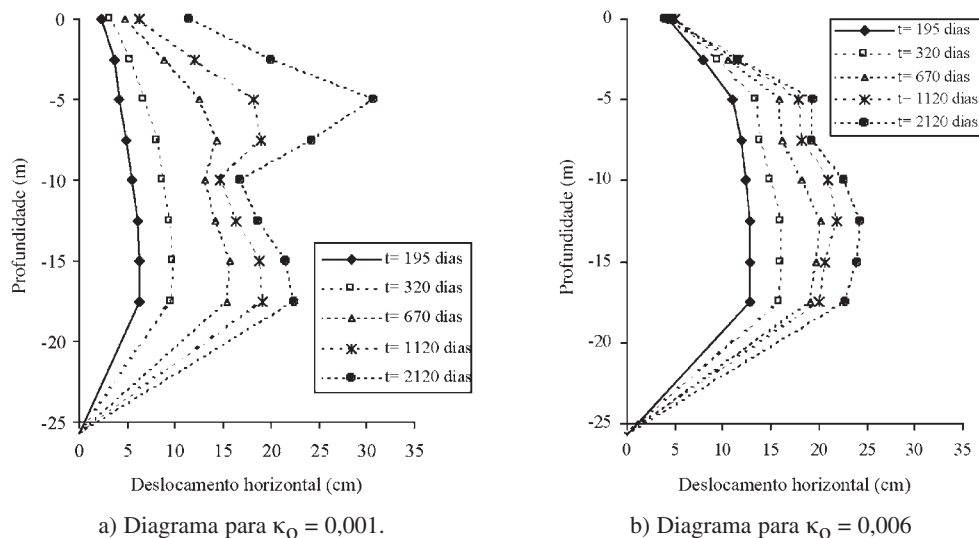 0
-5
-10
-15
-20
-25
Profundidadc (m)
0 5 10 15 20 25 30 35
Deslocamento horizontal (cm)
t= 195 dias
t= 320 dias
t= 670 dias
t= 1120 dias
t= 2120 dias
a) Diagrama para κo = 0,001.
0
-5
-10
-15
-20
-25
Profundidade (m)
0 5 10 15 20 25 30 35
Deslocamento horizontal (cm)
t= 195 dias
t= 320 dias
t= 670 dias
t= 1120 dias
t= 2120 dias
b) Diagrama para κo = 0,006